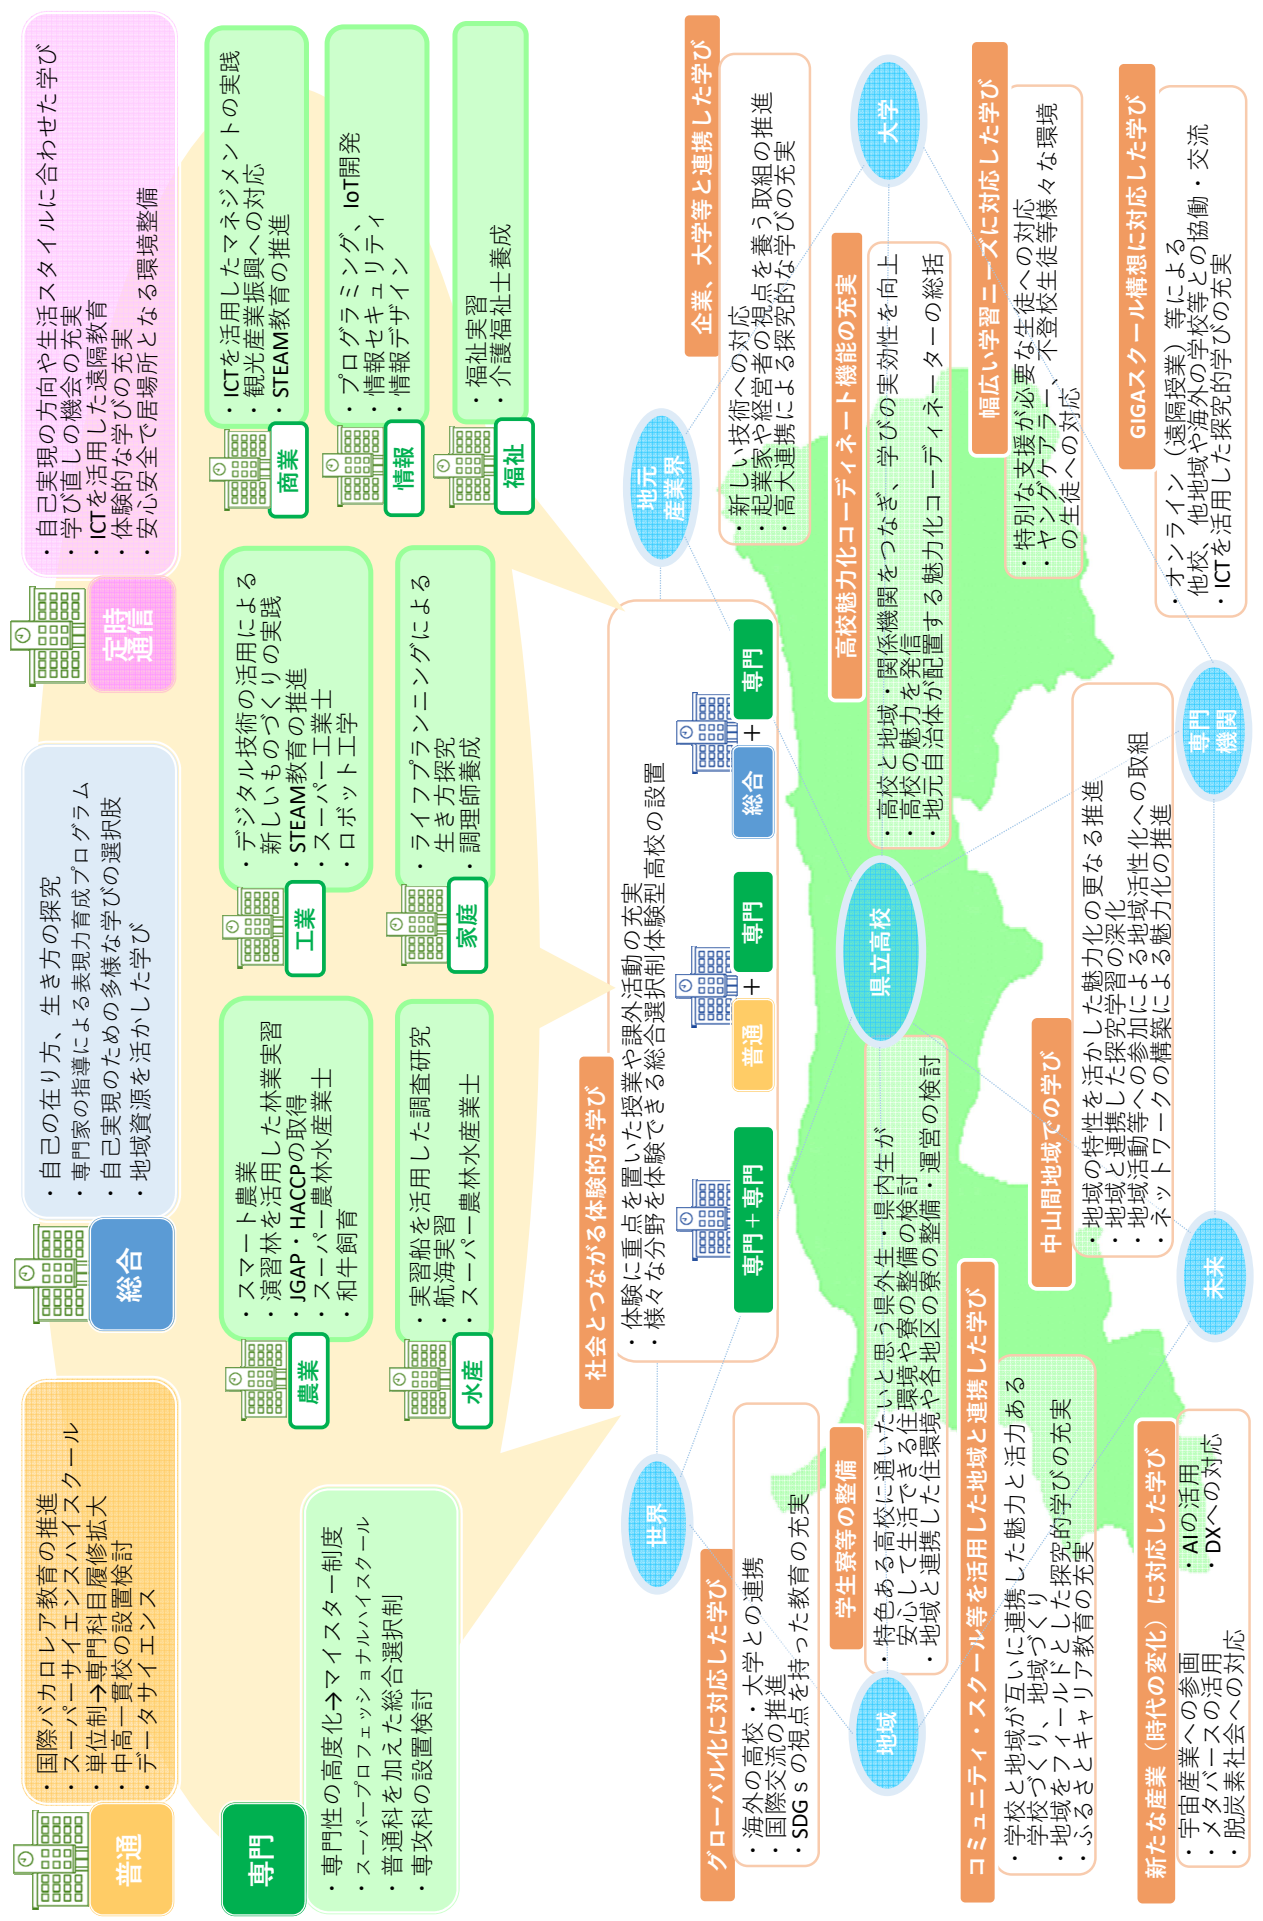 普通
・国際バカロレア教育の推進
・スーパーサイエンスハイスクール
・単位制→専門科目履修拡大
・中高一貫校の設置検討
・データサイエンス
総合
・自己の在り方、生き方の探究
・専門家の指導による表現力育成プログラム
・自己実現のための多様な学びの選択肢
・地域資源を活かした学び
定時
通信
・自己実現の方向や生活スタイルに合わせた学び
・学び直しの機会の充実
・ICTを活用した遠隔教育
・体験的な学びの充実
・安心安全で居場所となる環境整備
専門
・専門性の高度化→マイスター制度
・スーパープロフェッショナルハイスクール
・普通科を加えた総合選択制
・専攻科の設置検討
農業
・スマート農業
・演習林を活用した林業実習
・JGAP・HACCPの取得
・スーパー農林水産業士
・和牛飼育
工業
・デジタル技術の活用による
新しいものづくりの実践
・STEAM教育の推進
・スーパー工業士
・ロボット工学
商業
・ICTを活用したマネジメントの実践
・観光産業振興への対応
・STEAM教育の推進
情報
・プログラミング、IoT開発
・情報セキュリティ
・情報デザイン
水産
・実習船を活用した調査研究
・航海実習
・スーパー農林水産業士
家庭
・ライフプランニングによる
生き方探究
・調理師養成
福祉
・福祉実習
・介護福祉士養成
社会とつながる体験的な学び
・体験に重点を置いた授業や課外活動の充実
・様々な分野を体験できる総合選択制体験型高校の設置
専門＋専門
普通
＋
専門
総合
＋
専門
世界
地元
産業界
グローバル化に対応した学び
・海外の高校・大学との連携
・国際交流の推進
・SDGｓの視点を持った教育の充実
企業、大学等と連携した学び
・新しい技術への対応
・起業家や経営者の視点を養う取組の推進
・高大連携による探究的な学びの充実
学生寮等の整備
・特色ある高校に通いたいと思う県外生・県内生が
安心して生活できる住環境や寮の整備の検討
・地域と連携した住環境や各地区の寮の整備・運営の検討
高校魅力化コーディネート機能の充実
・高校と地域・関係機関をつなぎ、学びの実効性を向上
・高校の魅力を発信
・地元自治体が配置する魅力化コーディネーターの総括
地域
県立高校
大学
コミュニティ・スクール等を活用した地域と連携した学び
・学校と地域が互いに連携した魅力と活力ある
学校づくり、地域づくり
・地域をフィールドとした探究的学びの充実
・ふるさとキャリア教育の充実
中山間地域での学び
・地域の特性を活かした魅力化の更なる推進
・地域と連携した探究学習の深化
・地域活動等への参加による地域活性化への取組
・ネットワークの構築による魅力化の推進
幅広い学習ニーズに対応した学び
・特別な支援が必要な生徒への対応
・ヤングケアラー、不登校生徒等様々な環境
の生徒への対応
新たな産業（時代の変化）に対応した学び
・宇宙産業への参画
・メタバースの活用
・脱炭素社会への対応
・AIの活用
・DXへの対応
未来
専門
機関
GIGAスクール構想に対応した学び
・オンライン（遠隔授業）等による
他校、他地域や海外の学校等との協働・交流
・ICTを活用した探究的学びの充実